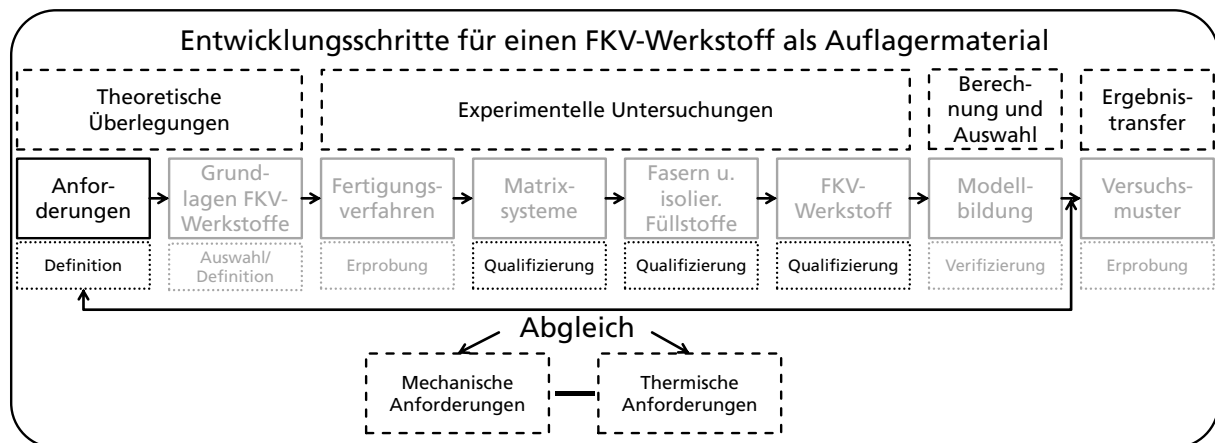 Entwicklungsschritte für einen FKV-Werkstoff als Auflagermaterial
Theoretische
Überlegungen
Experimentelle Untersuchungen
Berech-
nung und
Auswahl
Ergebnis-
transfer
Anfor-
derungen
Grund-
lagen FKV-
Werkstoffe
Fertigungs-
verfahren
Matrix-
systeme
Fasern u.
isolier.
Füllstoffe
FKV-
Werkstoff
Modell-
bildung
Versuchs-
muster
Definition
Auswahl/
Definition
Erprobung
Qualifizierung
Qualifizierung
Qualifizierung
Verifizierung
Erprobung
Abgleich
Mechanische
Anforderungen
Thermische
Anforderungen